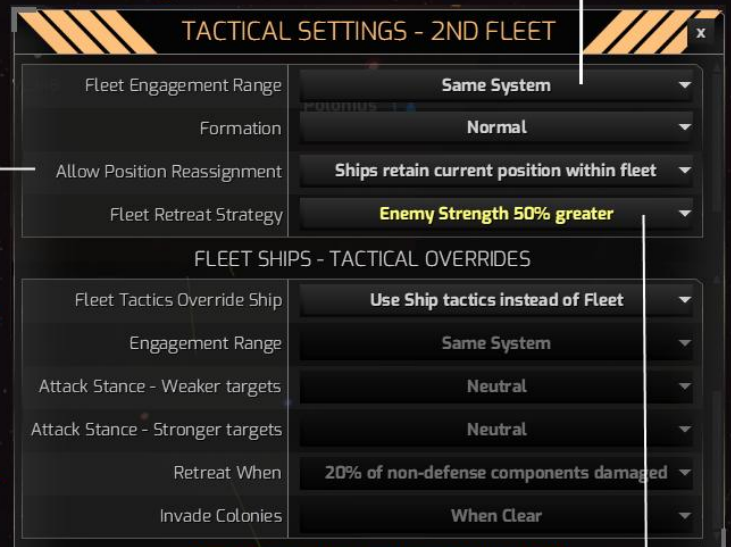 TACTICAL SETTINGS - 2ND FLEET x
Fleet Engagement Range Same System
Polonius
Formation Normal
Allow Position Reassignment Ships retain current position within fleet
Fleet Retreat Strategy Enemy Strength 50% greater
FLEET SHIPS - TACTICAL OVERRIDES
Fleet Tactics Override Ship Use Ship tactics instead of Fleet
Engagement Range Same System
Attack Stance - Weaker targets Neutral
Attack Stance - Stronger targets Neutral
Retreat When 20% of non-defense components damaged
Invade Colonies When Clear